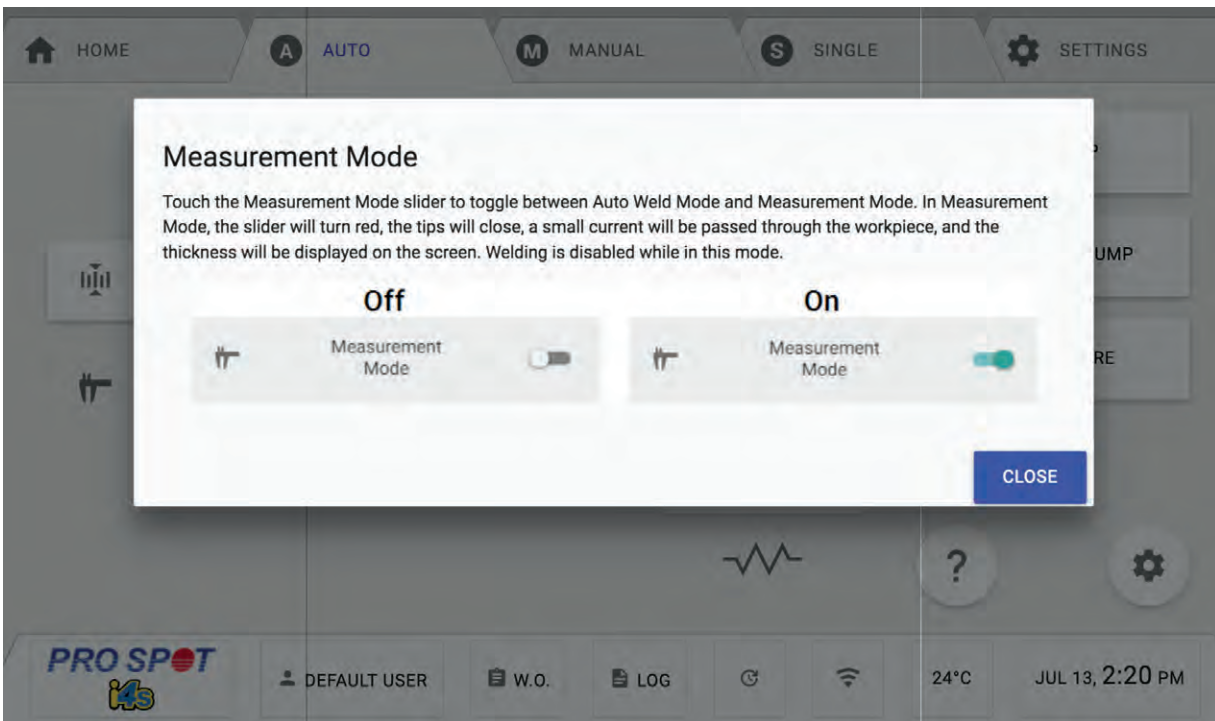 HOME
A AUTO
M MANUAL
S SINGLE
SETTINGS
Measurement Mode
Touch the Measurement Mode slider to toggle between Auto Weld Mode and Measurement Mode. In Measurement
Mode, the slider will turn red, the tips will close, a small current will be passed through the workpiece, and the
thickness will be displayed on the screen. Welding is disabled while in this mode.
Off
On
Measurement
Mode
Measurement
Mode
UMP
RE
CLOSE
?
PRO SPOT
i4s
DEFAULT USER
W.O.
LOG
24°C
JUL 13, 2:20 PM